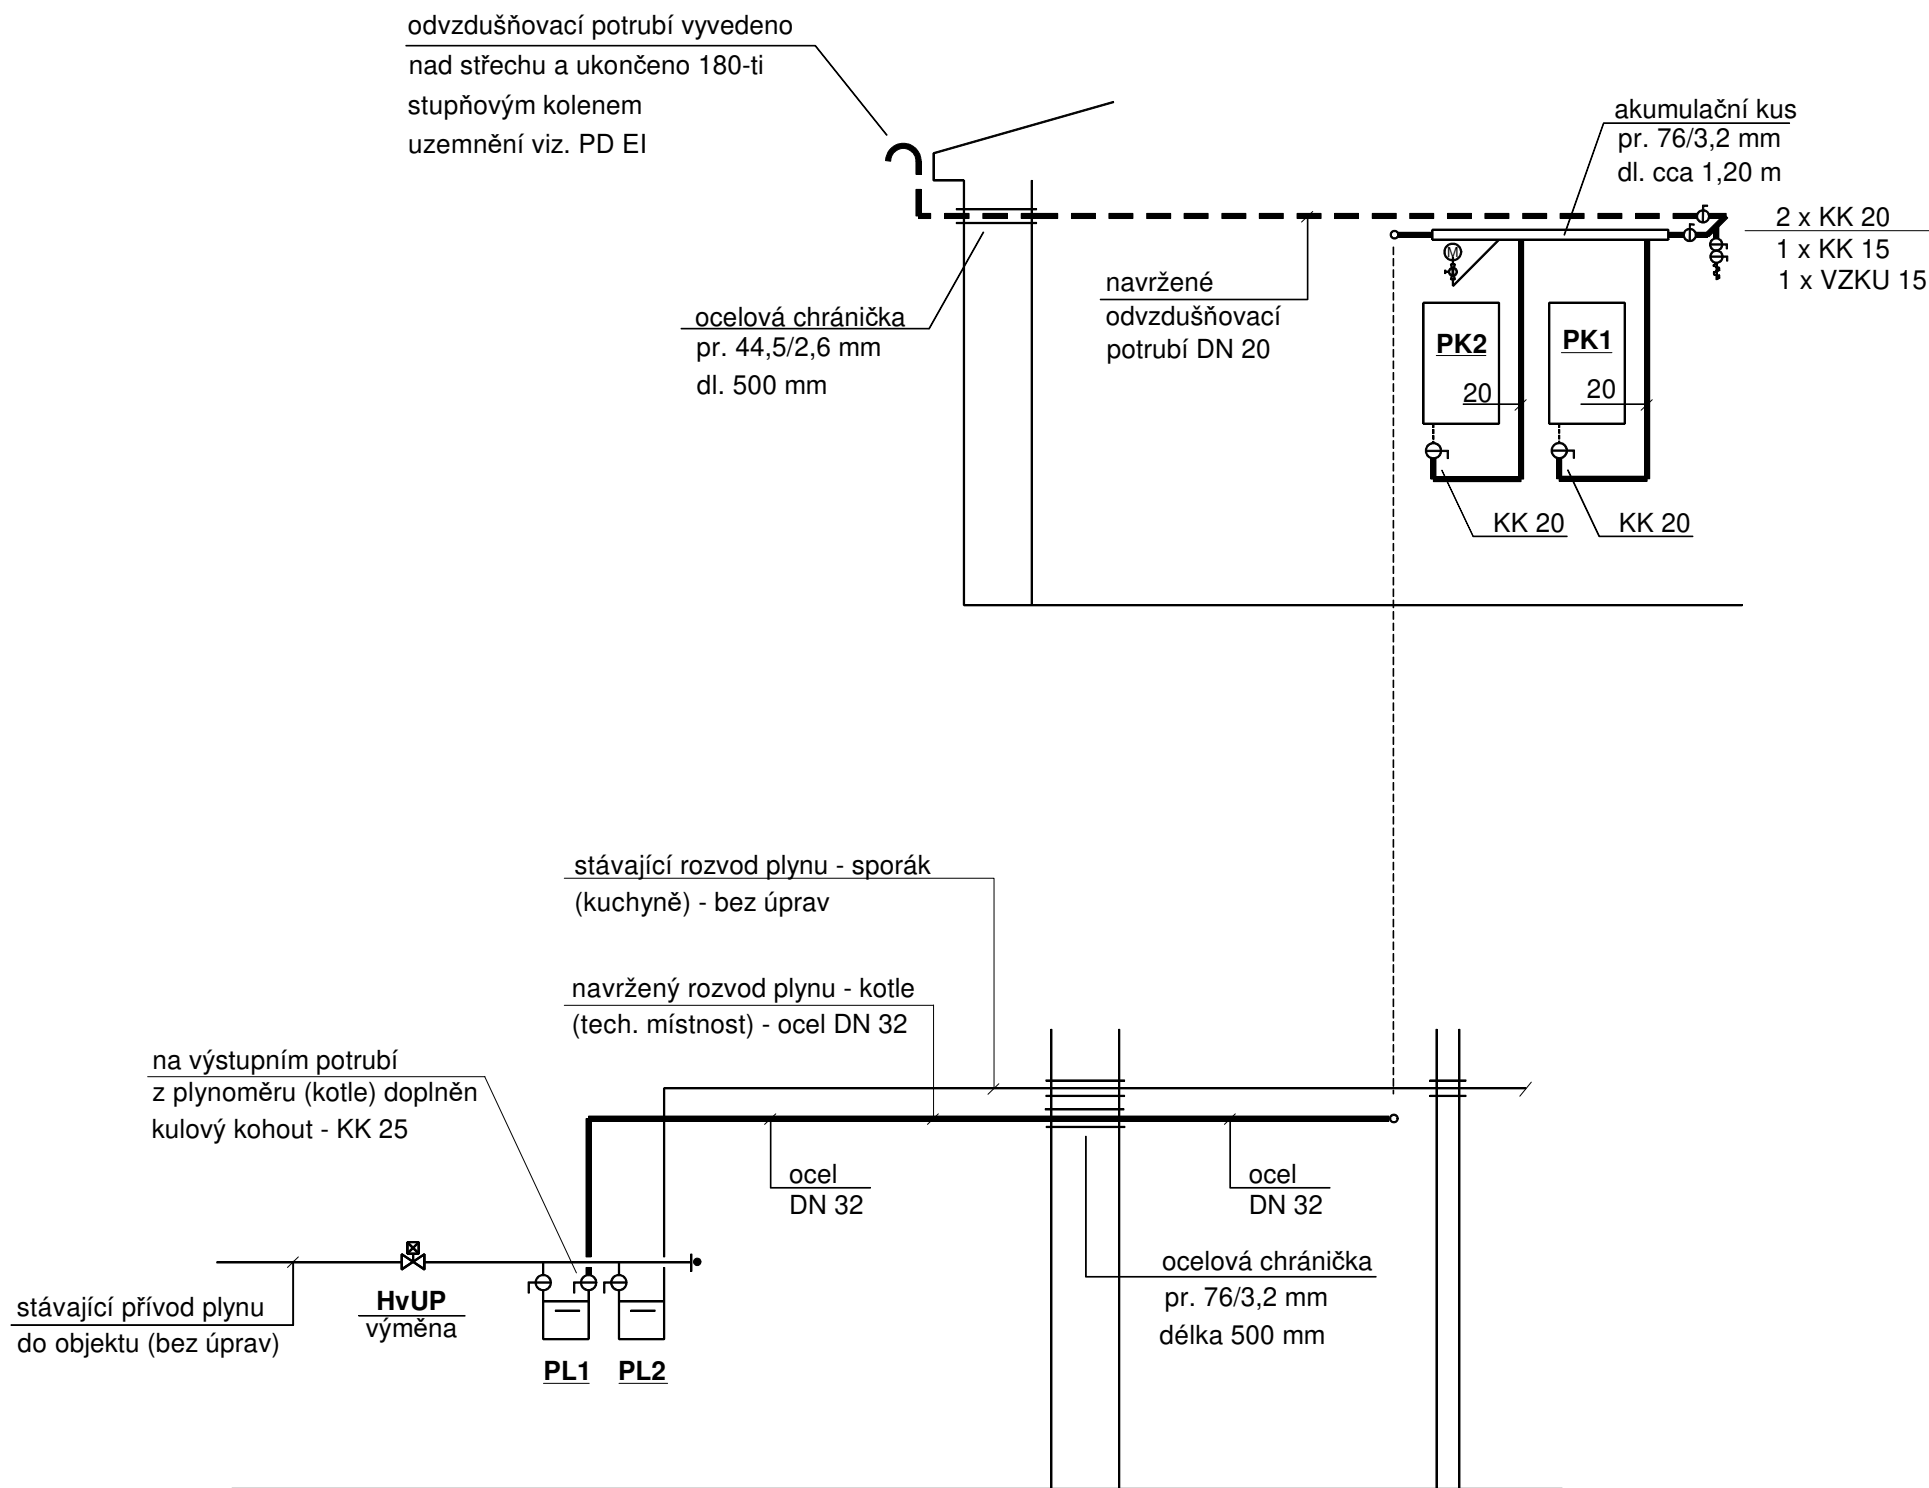 odvzdušňovací potrubí vyvedeno
nad střechu a ukončeno 180-ti
stupňovým kolenem
uzemnění viz. PD EI
akumulační kus
pr. 76/3,2 mm
dl. cca 1,20 m
2 x KK 20
1 x KK 15
1 x VZKU 15
M
navržené
odvzdušňovací
potrubí DN 20
ocelová chránička
pr. 44,5/2,6 mm
dl. 500 mm
PK2
20
PK1
20
KK 20
KK 20
stávající rozvod plynu - sporák
(kuchyně) - bez úprav
navržený rozvod plynu - kotle
(tech. místnost) - ocel DN 32
na výstupním potrubí
z plynoměru (kotle) doplněn
kulový kohout - KK 25
ocel
DN 32
ocel
DN 32
ocelová chránička
pr. 76/3,2 mm
délka 500 mm
stávající přívod plynu
do objektu (bez úprav)
HvUP
výměna
PL1
PL2